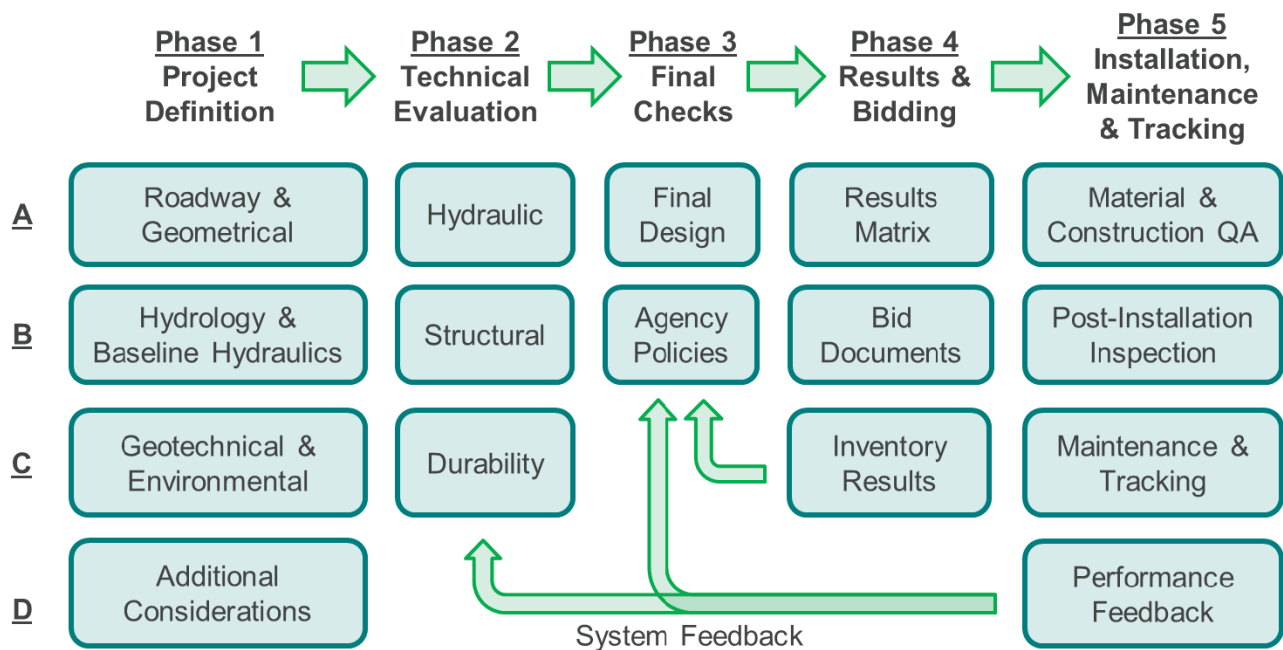 Phase 1
Project
Definition
Phase 2
Technical
Evaluation
Phase 3
Final
Checks
Phase 4
Results &
Bidding
Phase 5
Installation,
Maintenance
& Tracking
A
Roadway &
Geometrical
Hydraulic
Final
Design
Results
Matrix
Material &
Construction QA
B
Hydrology &
Baseline Hydraulics
Structural
Agency
Policies
Bid
Documents
Post-Installation
Inspection
C
Geotechnical &
Environmental
Durability
Inventory
Results
Maintenance &
Tracking
D
Additional
Considerations
Performance
Feedback
System Feedback